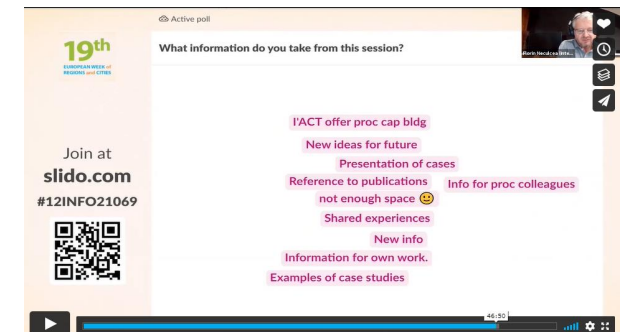 Active poll
What information do you take from this session?
19th
EUROPEAN WEEK of
REGIONS and CITIES
Join at
slido.com
#12INFO21069
I'ACT offer proc cap bldg
New ideas for future
Presentation of cases
Reference to publications
Info for proc colleagues
not enough space 🙂
Shared experiences
New info
Information for own work.
Examples of case studies
46:50